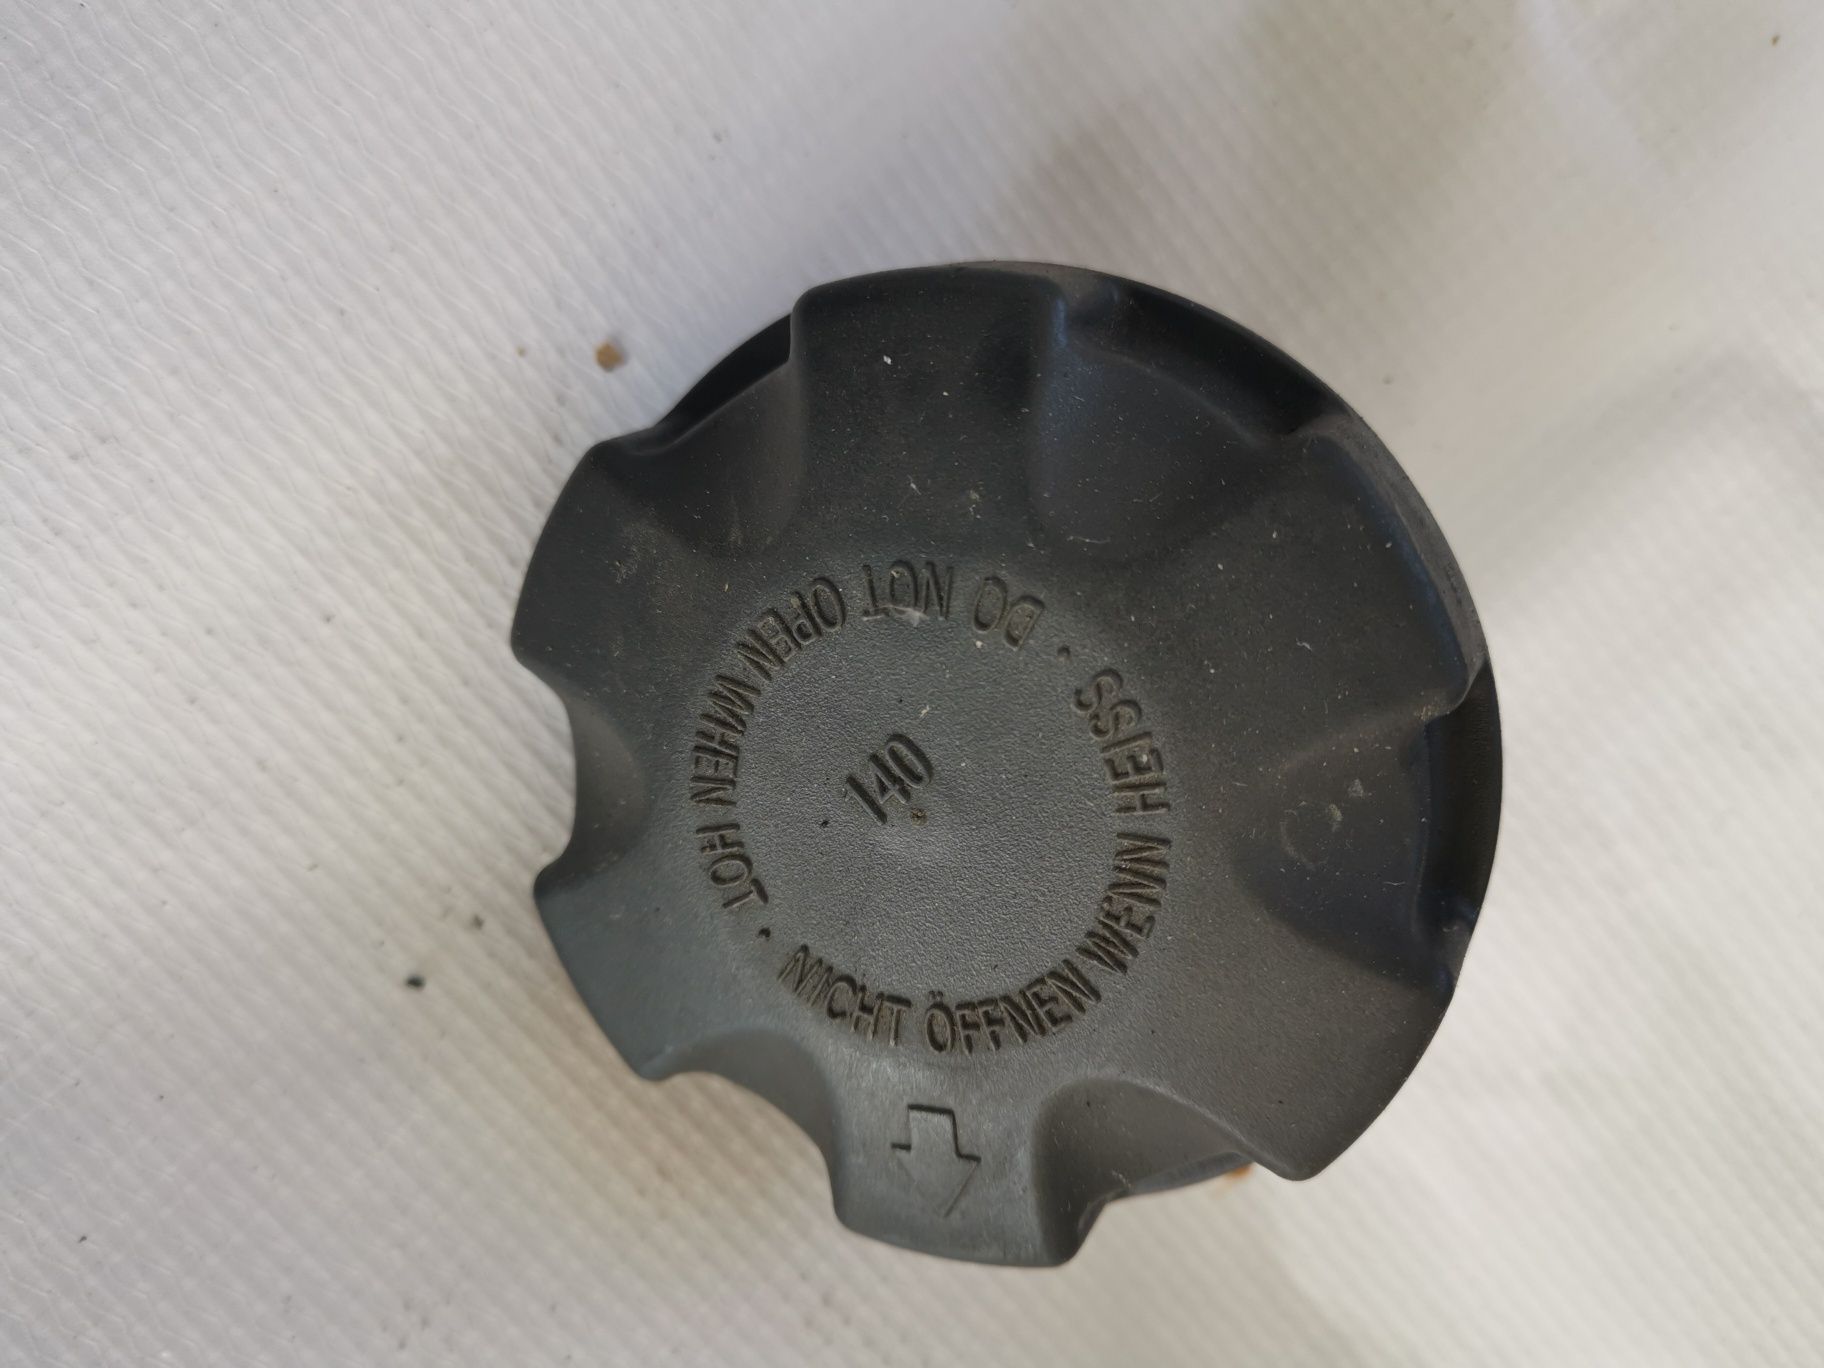 DO NOT OPEN WHEN HOT · NICHT ÖFFNEN WENN HEISS ·
140